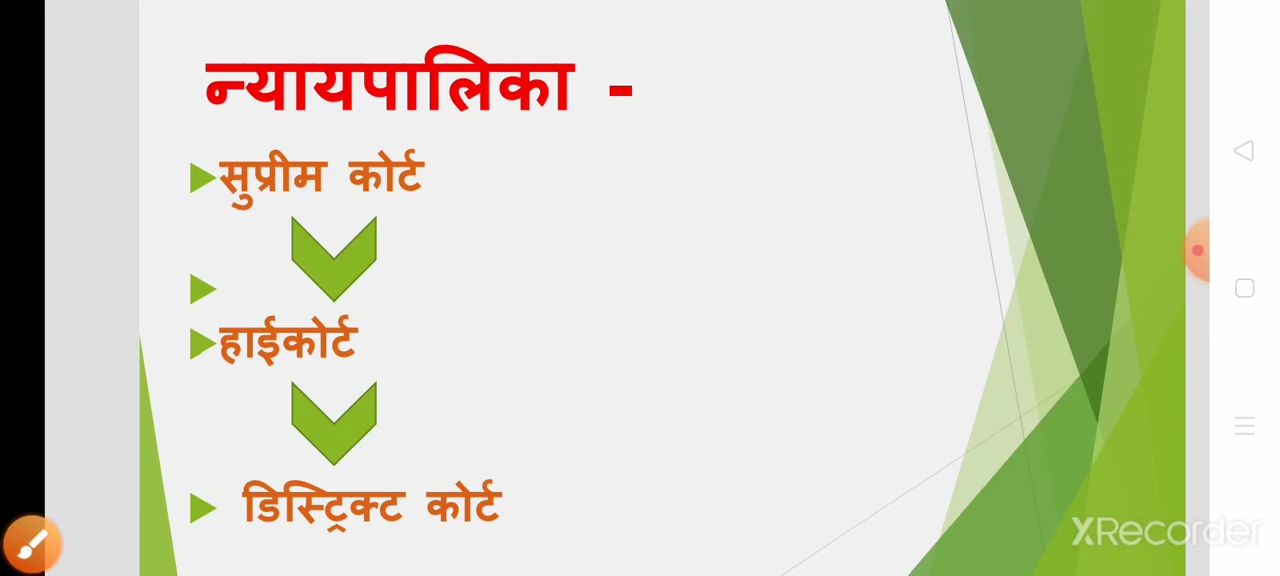 न्यायपालिका -
सुप्रीम कोर्ट
हाईकोर्ट
डिस्ट्रिक्ट कोर्ट
XRecorder